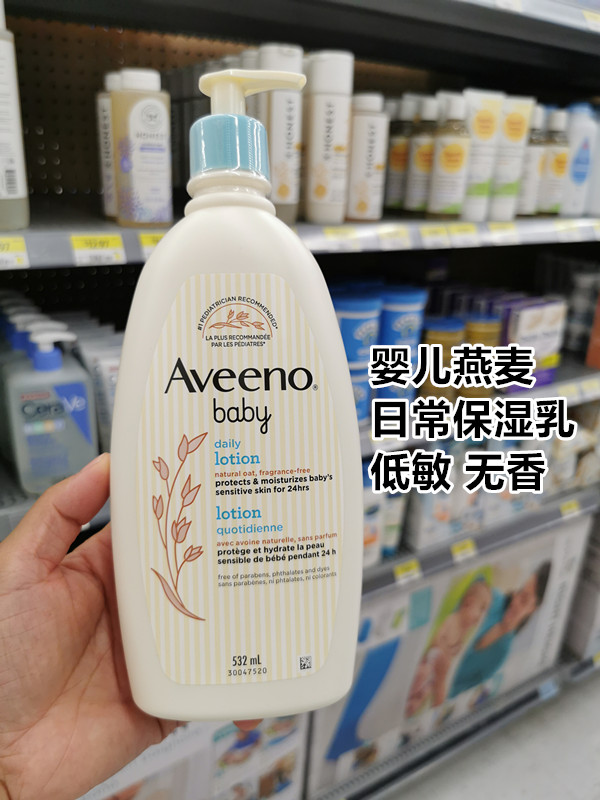 HONEST
HONEST
CeraVe
#1 PEDIATRICIAN RECOMMENDED*
LA PLUS RECOMMANDÉE
PAR LES PÉDIATRES*
Aveeno®
baby
daily
lotion
natural oat, fragrance-free
protects & moisturizes baby's
sensitive skin for 24hrs
lotion
quotidienne
avec avoine naturelle, sans parfum
protège et hydrate la peau
sensible de bébé pendant 24 h
free of parabens, phthalates and dyes
sans parabènes, ni phtalates, ni colorants
532 mL
30047520
婴儿燕麦
日常保湿乳
低敏 无香